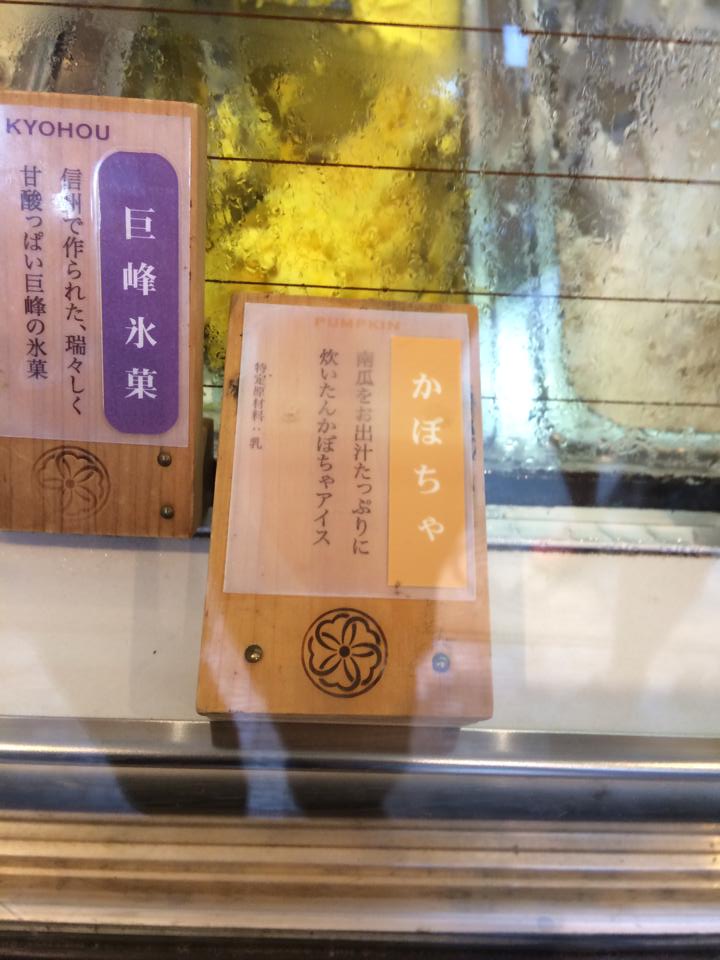 KYOHOU
巨峰氷菓
信州で作られた、瑞々しく
甘酸っぱい巨峰の氷菓
PUMPKIN
かぼちゃ
南瓜をお出汁たっぷりに
炊いたんかぼちゃアイス
特定原材料：乳